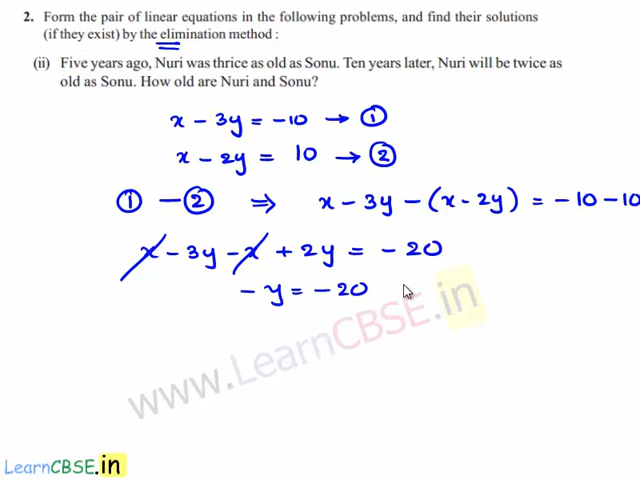 2. Form the pair of linear equations in the following problems, and find their solutions
(if they exist) by the elimination method :
(ii) Five years ago, Nuri was thrice as old as Sonu. Ten years later, Nuri will be twice as
old as Sonu. How old are Nuri and Sonu?
x - 3y = -10 → ①
x - 2y = 10 → ②
① - ② ⇒ x - 3y - (x - 2y) = -10 - 10
x - 3y - x + 2y = - 20
- y = - 20
www.LearnCBSE.in
LearnCBSE.in